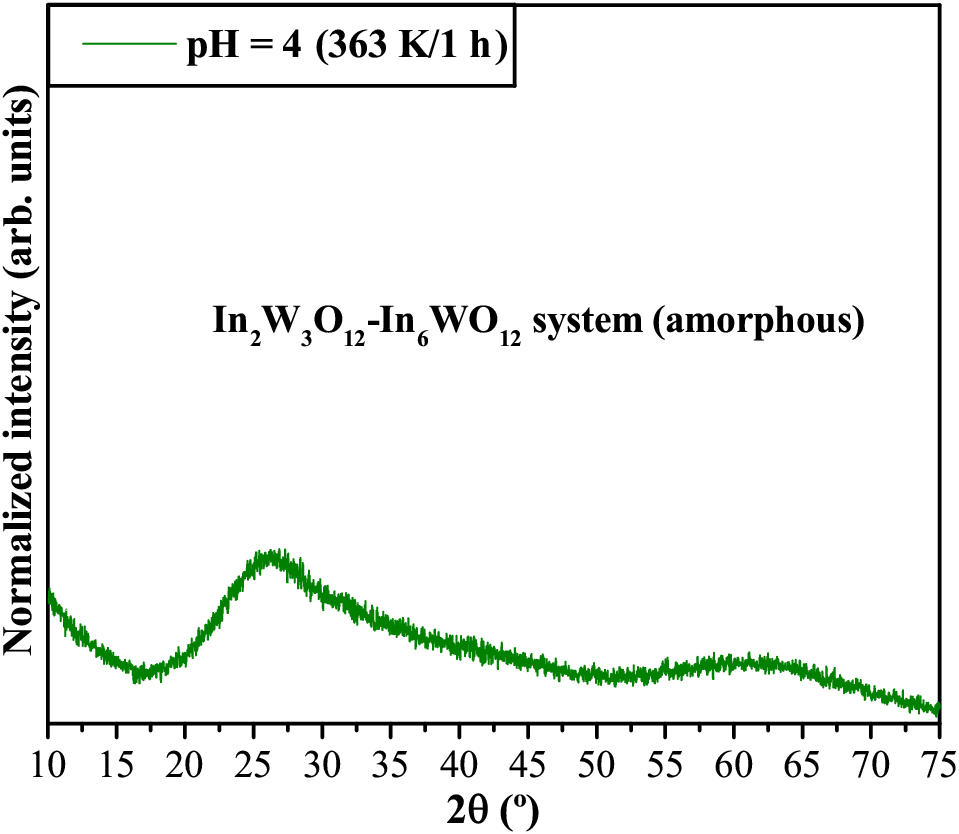 pH = 4 (363 K/1 h)
Normalized intensity (arb. units)
In₂W₃O₁₂-In₆WO₁₂ system (amorphous)
10 15 20 25 30 35 40 45 50 55 60 65 70 75
2θ (º)